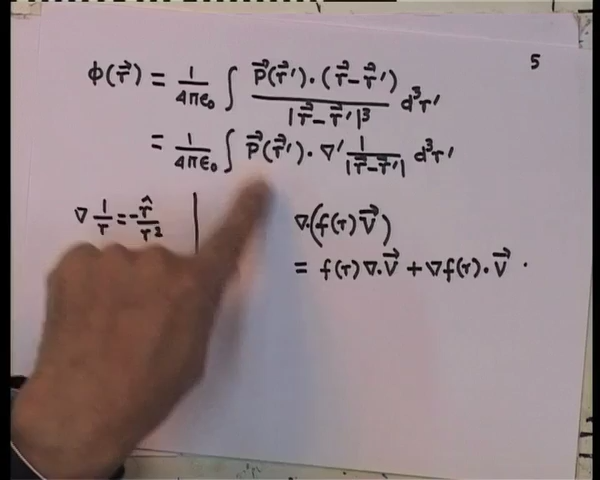 5
ϕ(r⃗) = 1/4πϵ₀ ∫ P⃗(r⃗′)·(r⃗−r⃗′)/|r⃗−r⃗′|³ d³r′
= 1/4πϵ₀ ∫ P⃗(r⃗′)·∇′ 1/|r⃗−r⃗′| d³r′
∇ 1/r = −r̂/r²
∇·(f(r)V⃗)
= f(r)∇·V⃗ + ∇f(r)·V⃗ ·